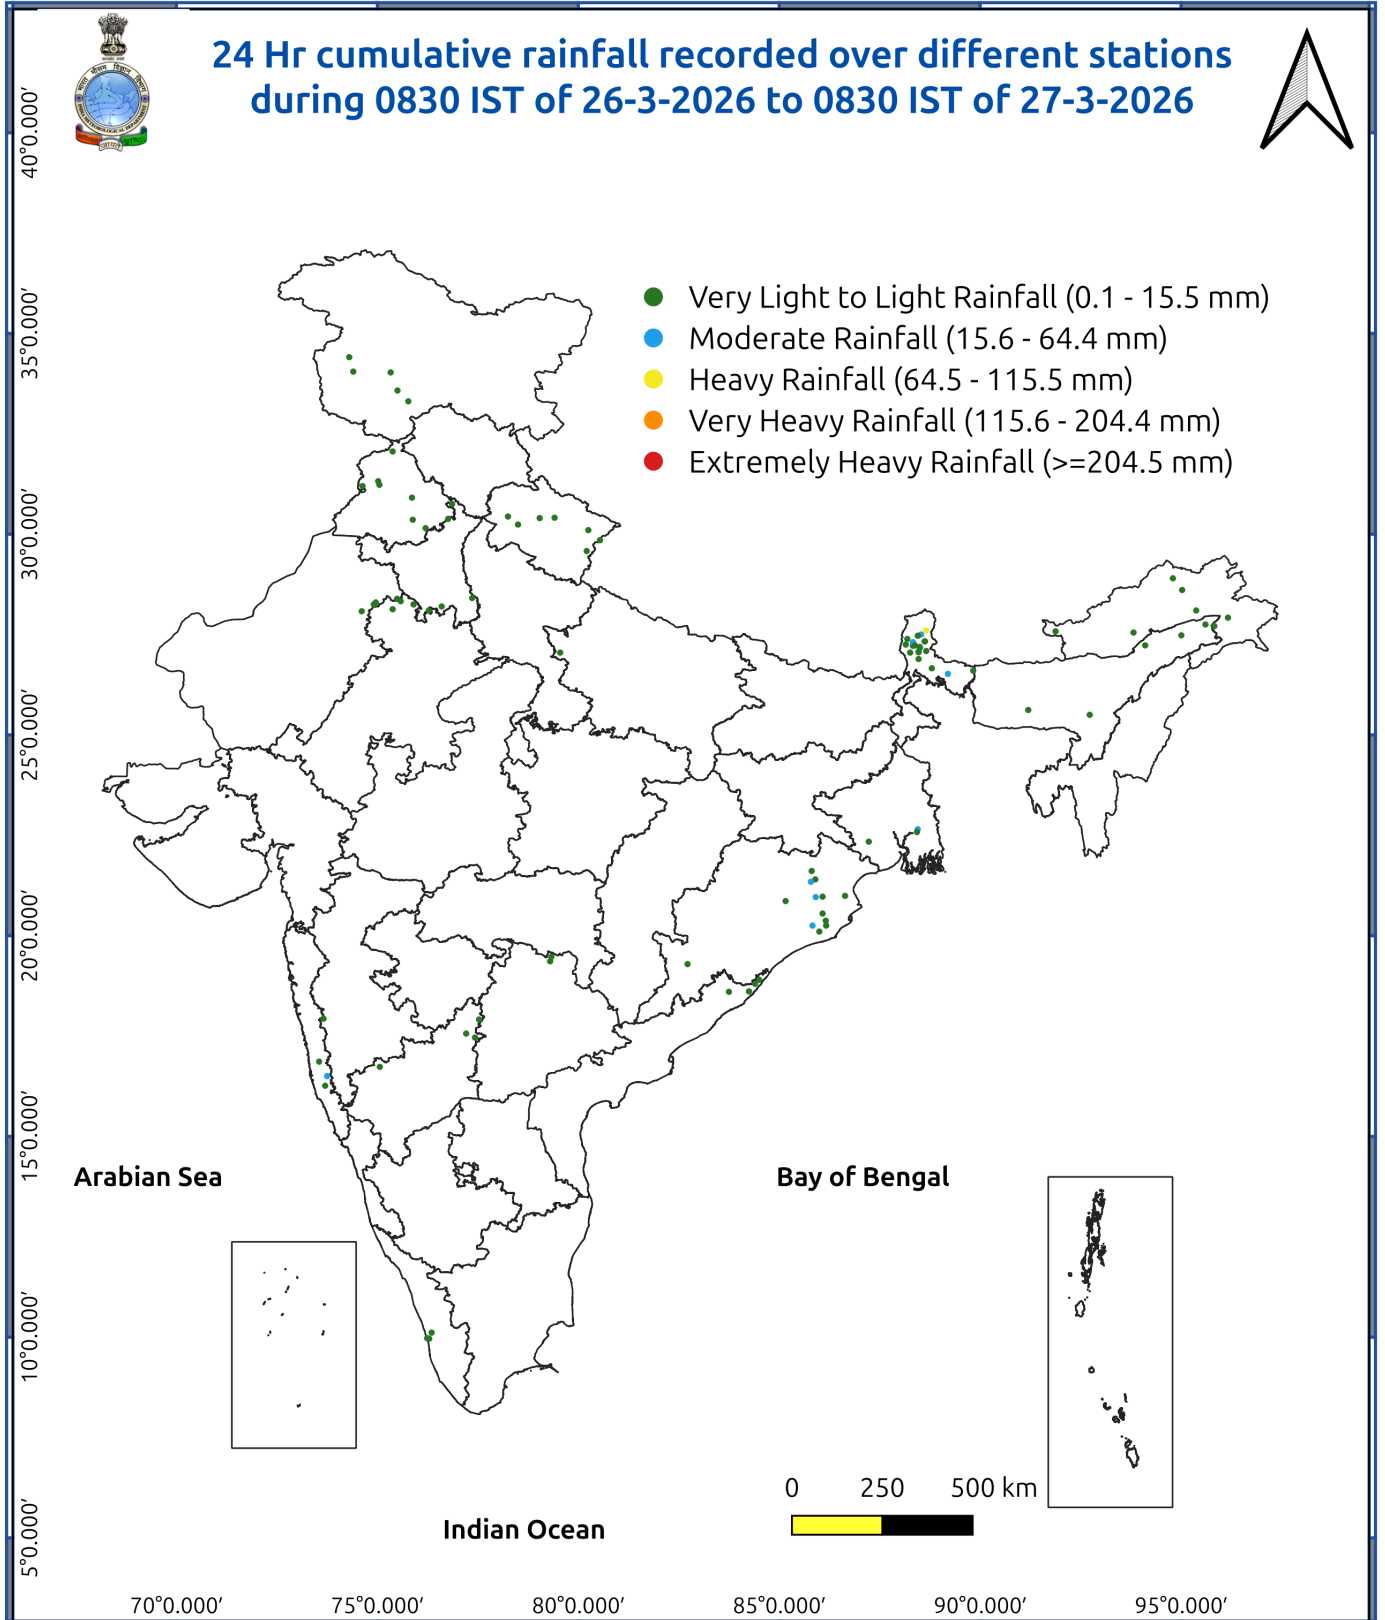 24 Hr cumulative rainfall recorded over different stations
during 0830 IST of 26-3-2026 to 0830 IST of 27-3-2026
Very Light to Light Rainfall (0.1 - 15.5 mm)
Moderate Rainfall (15.6 - 64.4 mm)
Heavy Rainfall (64.5 - 115.5 mm)
Very Heavy Rainfall (115.6 - 204.4 mm)
Extremely Heavy Rainfall (>=204.5 mm)
40°0.000′
35°0.000′
30°0.000′
25°0.000′
20°0.000′
15°0.000′
10°0.000′
5°0.000′
Arabian Sea
Bay of Bengal
Indian Ocean
0 250 500 km
70°0.000′ 75°0.000′ 80°0.000′ 85°0.000′ 90°0.000′ 95°0.000′